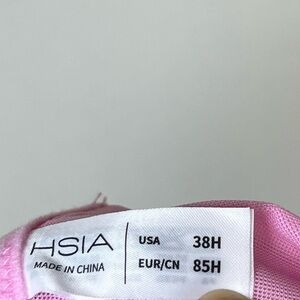 HSIA
MADE IN CHINA
USA 38H
EUR/CN 85H